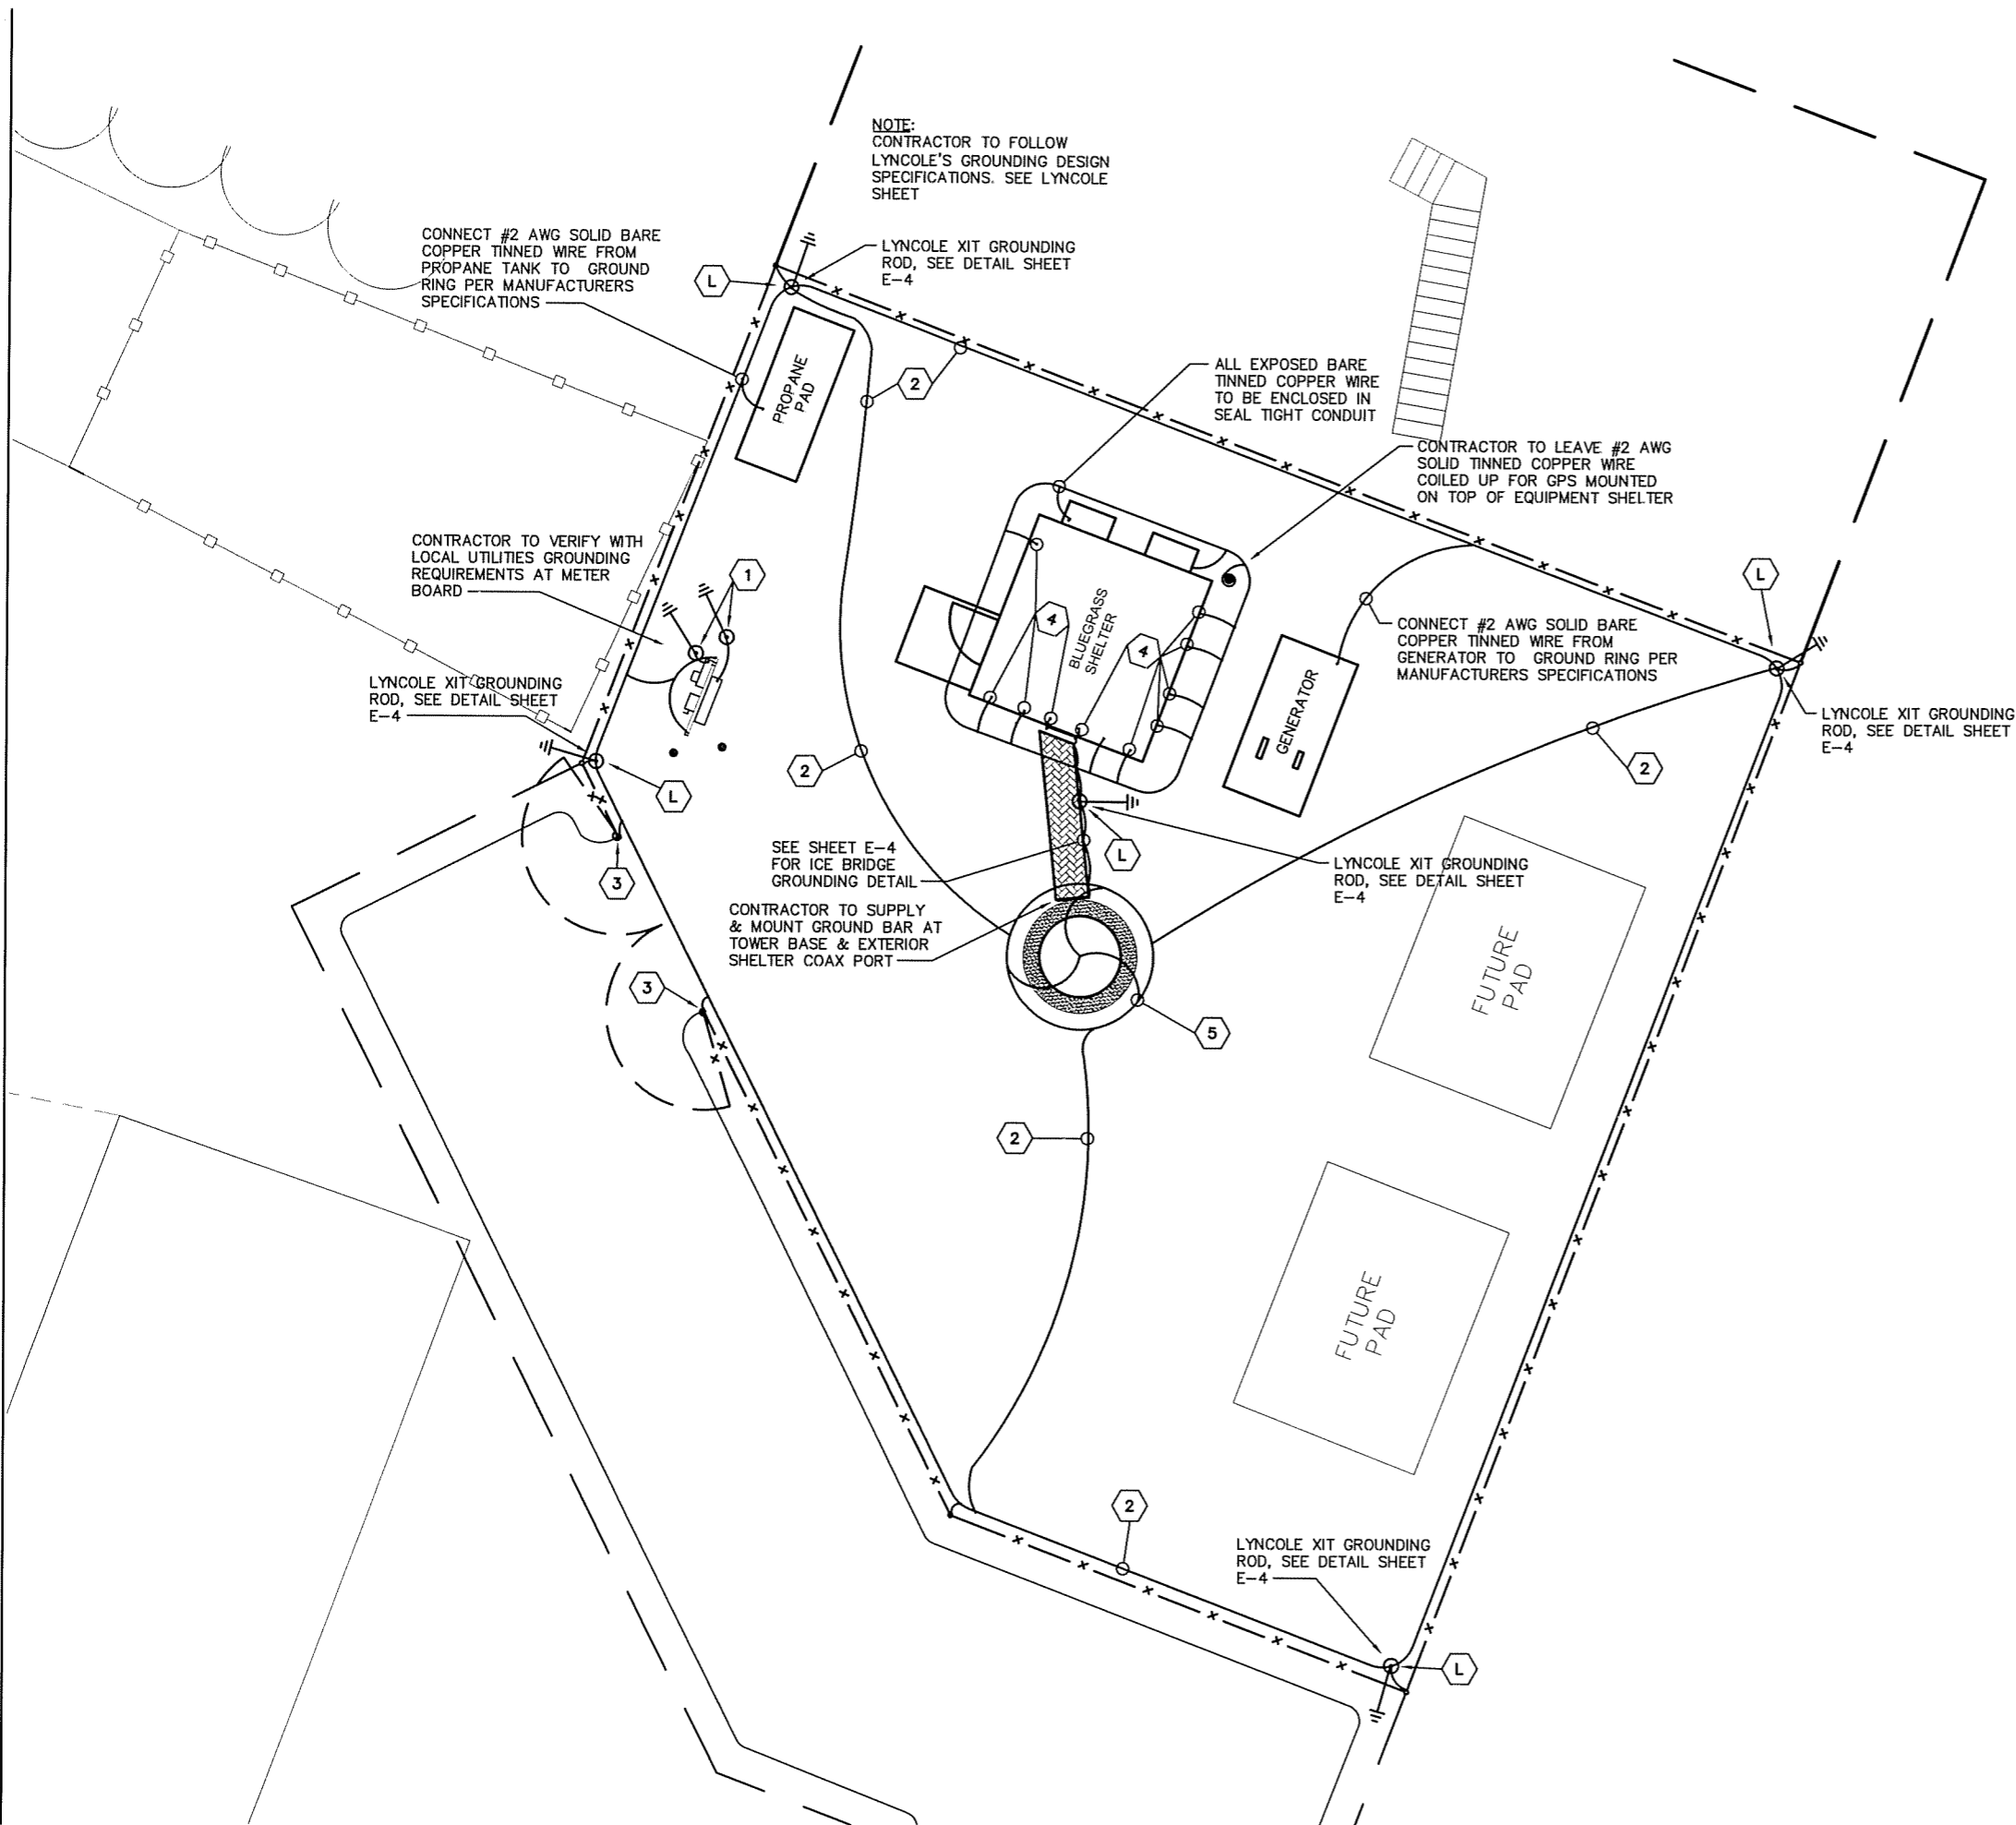 NOTE:
CONTRACTOR TO FOLLOW
LYNCOLE'S GROUNDING DESIGN
SPECIFICATIONS. SEE LYNCOLE
SHEET
CONNECT #2 AWG SOLID BARE
COPPER TINNED WIRE FROM
PROPANE TANK TO GROUND
RING PER MANUFACTURERS
SPECIFICATIONS
LYNCOLE XIT GROUNDING
ROD, SEE DETAIL SHEET
E-4
L
PROPANE
PAD
2
ALL EXPOSED BARE
TINNED COPPER WIRE
TO BE ENCLOSED IN
SEAL TIGHT CONDUIT
CONTRACTOR TO LEAVE #2 AWG
SOLID TINNED COPPER WIRE
COILED UP FOR GPS MOUNTED
ON TOP OF EQUIPMENT SHELTER
CONTRACTOR TO VERIFY WITH
LOCAL UTILITIES GROUNDING
REQUIREMENTS AT METER
BOARD
1
L
4
BLUEGRASS
SHELTER
4
CONNECT #2 AWG SOLID BARE
COPPER TINNED WIRE FROM
GENERATOR TO GROUND RING PER
MANUFACTURERS SPECIFICATIONS
LYNCOLE XIT GROUNDING
ROD, SEE DETAIL SHEET
E-4
GENERATOR
LYNCOLE XIT GROUNDING
ROD, SEE DETAIL SHEET
E-4
2
2
L
SEE SHEET E-4
FOR ICE BRIDGE
GROUNDING DETAIL
L
LYNCOLE XIT GROUNDING
ROD, SEE DETAIL SHEET
E-4
3
CONTRACTOR TO SUPPLY
& MOUNT GROUND BAR AT
TOWER BASE & EXTERIOR
SHELTER COAX PORT
FUTURE
PAD
3
5
2
FUTURE
PAD
2
LYNCOLE XIT GROUNDING
ROD, SEE DETAIL SHEET
E-4
L